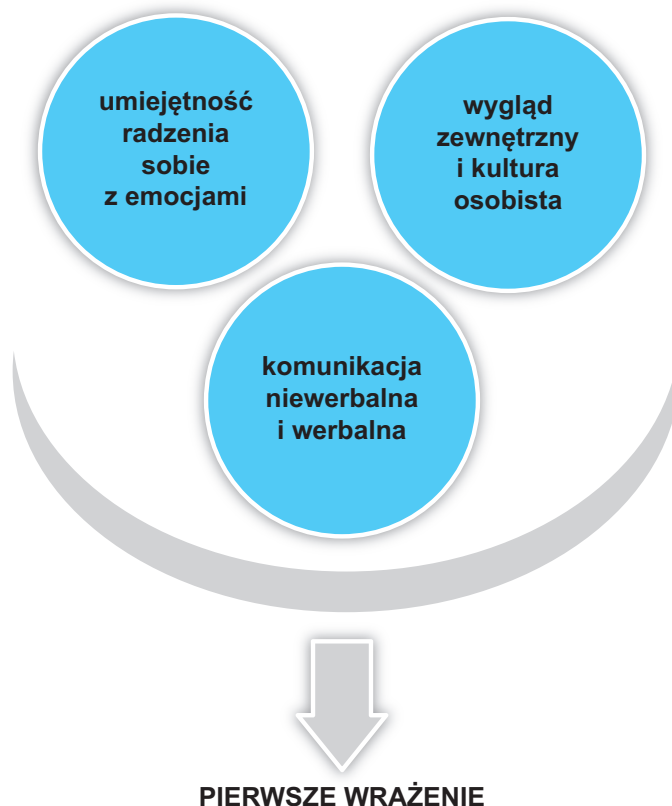 umiejętność
radzenia
sobie
z emocjami
wygląd
zewnętrzny
i kultura
osobista
komunikacja
niewerbalna
i werbalna
PIERWSZE WRAŻENIE